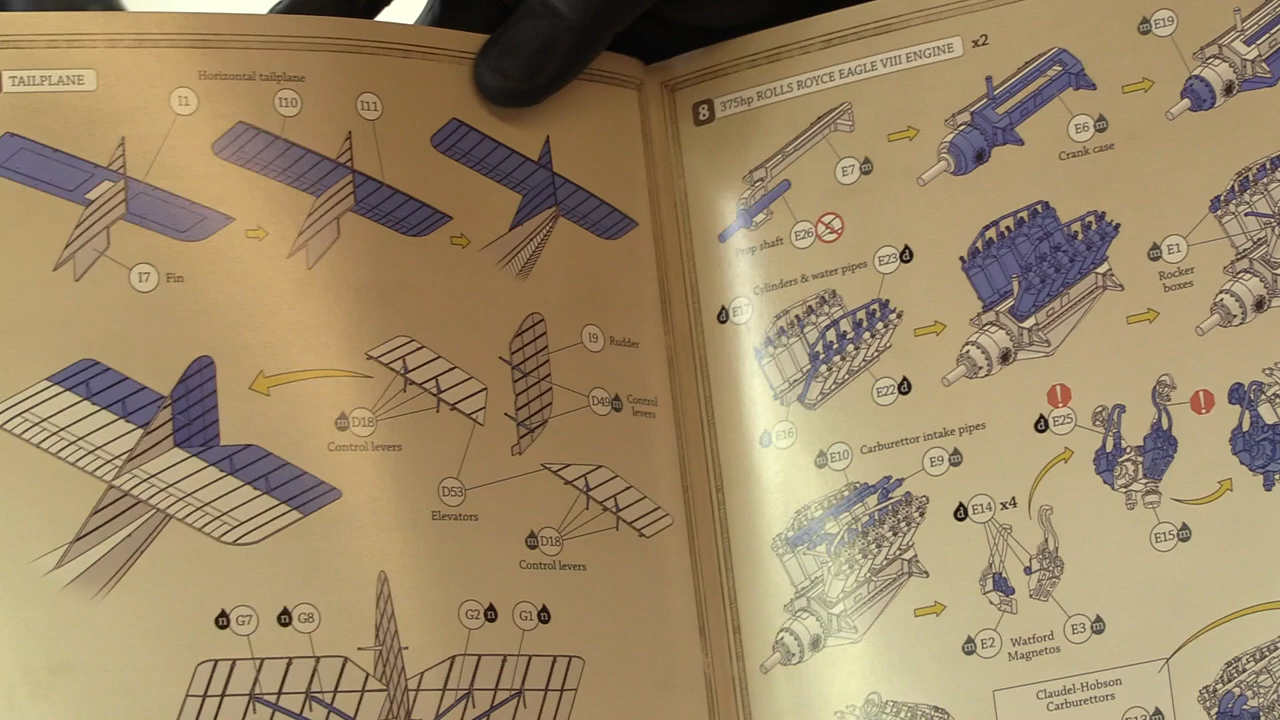 TAILPLANE
Horizontal tailplane
I1
I10
I11
I7
Fin
I9
Rudder
D49 m
Control
levers
m D18
Control levers
D53
Elevators
m D18
Control levers
n G7
n G8
G2 n
G1 n
8 375hp ROLLS ROYCE EAGLE VIII ENGINE x2
m E19
E7 m
E6 m
Crank case
E26
Prop shaft
Cylinders & water pipes
E23 d
d E17
m E1
Rocker
boxes
E22 d
d E16
d E25
m E10
Carburettor intake pipes
E9 m
d E14 x4
E15 m
m E2
Watford
Magnetos
E3 m
Claudel-Hobson
Carburettors